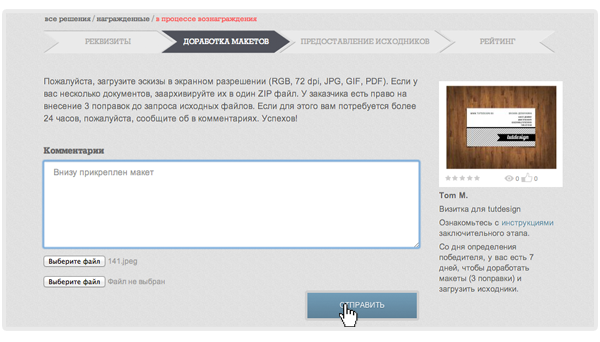 все решения / награжденные / в процессе вознаграждения
РЕКВИЗИТЫ
ДОРАБОТКА МАКЕТОВ
ПРЕДОСТАВЛЕНИЕ ИСХОДНИКОВ
РЕЙТИНГ
Пожалуйста, загрузите эскизы в экранном разрешении (RGB, 72 dpi, JPG, GIF, PDF). Если у
вас несколько документов, заархивируйте их в один ZIP файл. У заказчика есть право на
внесение 3 поправок до запроса исходных файлов. Если для этого вам потребуется более
24 часов, пожалуйста, сообщите об в комментариях. Успехов!
Комментарии
Внизу прикреплен макет
Выберите файл 141.jpeg
Выберите файл Файл не выбран
ОТПРАВИТЬ
tutdesign
0 0
Tom M.
Визитка для tutdesign
Ознакомьтесь с инструкциями
заключительного этапа.
Со дня определения
победителя, у вас есть 7
дней, чтобы доработать
макеты (3 поправки) и
загрузить исходники.